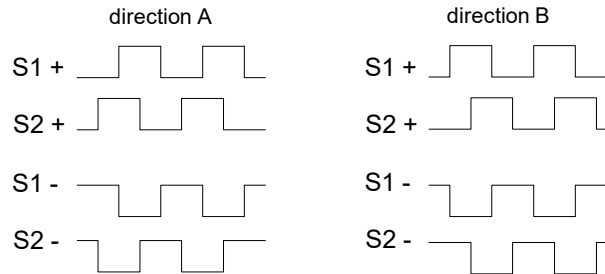 direction A
S1 +
S2 +
S1 -
S2 -
direction B
S1 +
S2 +
S1 -
S2 -